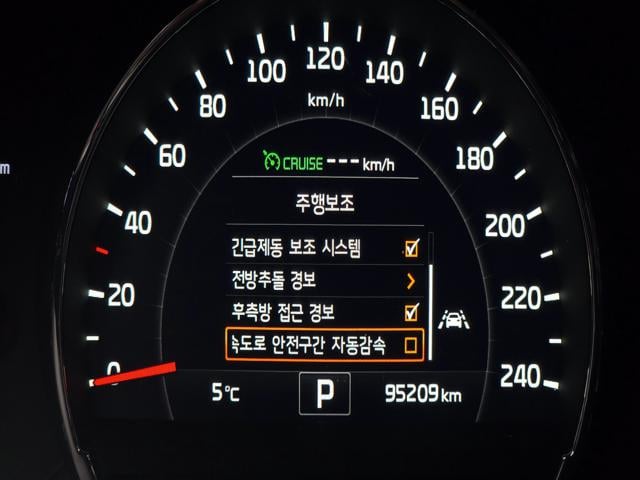 120
100 140
80 km/h 160
60 CRUISE --- km/h 180
주행보조
40 200
긴급제동 보조 시스템
전방추돌 경보 >
20 220
후측방 접근 경보
속도로 안전구간 자동감속
0 5℃ P 95209 km 240